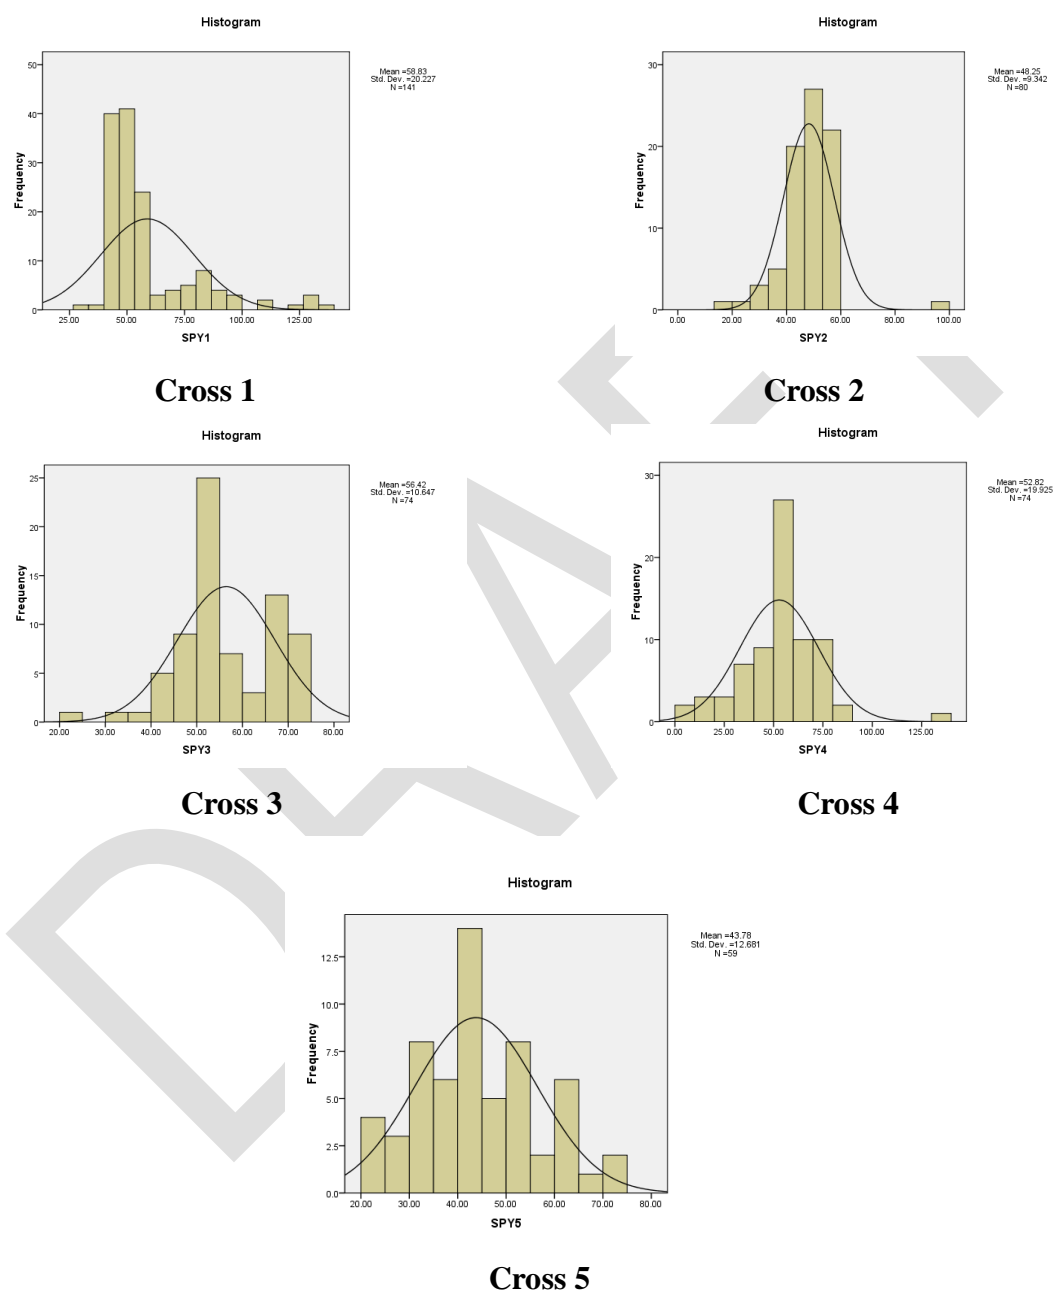 Histogram
50
40
30
20
10
0
Frequency
25.00 50.00 75.00 100.00 125.00
SPY1
Mean =58.83
Std. Dev. =20.227
N =141
Cross 1
Histogram
30
20
10
0
Frequency
0.00 20.00 40.00 60.00 80.00 100.00
SPY2
Mean =48.25
Std. Dev. =9.342
N =80
Cross 2
Histogram
25
20
15
10
5
0
Frequency
20.00 30.00 40.00 50.00 60.00 70.00 80.00
SPY3
Mean =56.42
Std. Dev. =10.647
N =74
Cross 3
Histogram
30
20
10
0
Frequency
0.00 25.00 50.00 75.00 100.00 125.00
SPY4
Mean =52.82
Std. Dev. =19.925
N =74
Cross 4
Histogram
12.5
10.0
7.5
5.0
2.5
0.0
Frequency
20.00 30.00 40.00 50.00 60.00 70.00 80.00
SPY5
Mean =43.78
Std. Dev. =12.681
N =59
Cross 5